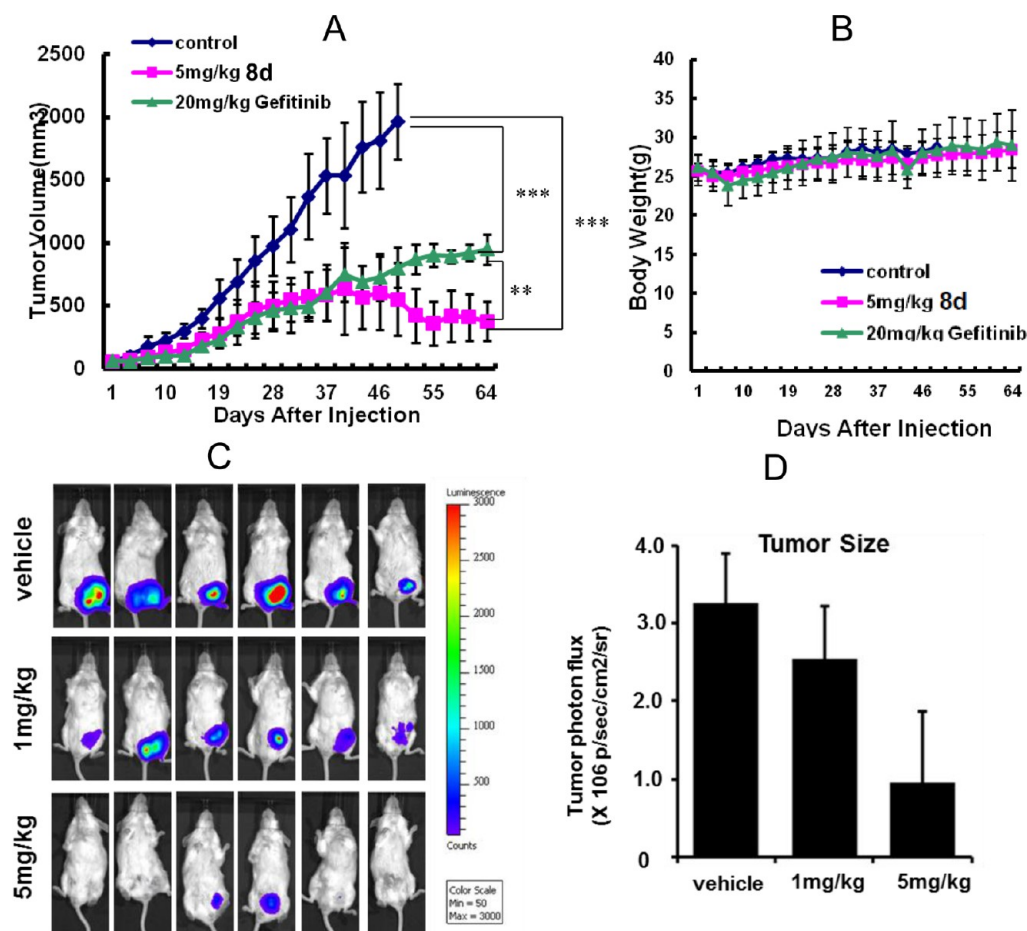 A
control
5mg/kg 8d
20mg/kg Gefitinib
Tumor Volume(mm3)
2500
2000
1500
1000
500
0
***
***
**
1 10 19 28 37 46 55 64
Days After Injection
B
Body Weight(g)
40
35
30
25
20
15
10
5
0
control
5mg/kg 8d
20mg/kg Gefitinib
1 10 19 28 37 46 55 64
Days After Injection
C
vehicle
1mg/kg
5mg/kg
Luminescence
3000
2500
2000
1500
1000
500
Counts
Color Scale
Min = 50
Max = 3000
D
Tumor Size
Tumor photon flux
(X 106 p/sec/cm2/sr)
4.0
3.0
2.0
1.0
0
vehicle 1mg/kg 5mg/kg